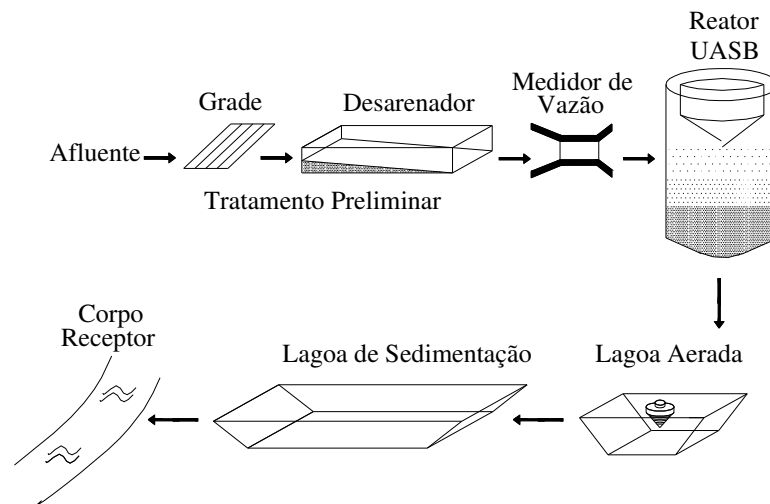 Reator
UASB
Medidor de
Vazão
Grade
Desarenador
Afluente
Tratamento Preliminar
Corpo
Receptor
Lagoa de Sedimentação
Lagoa Aerada